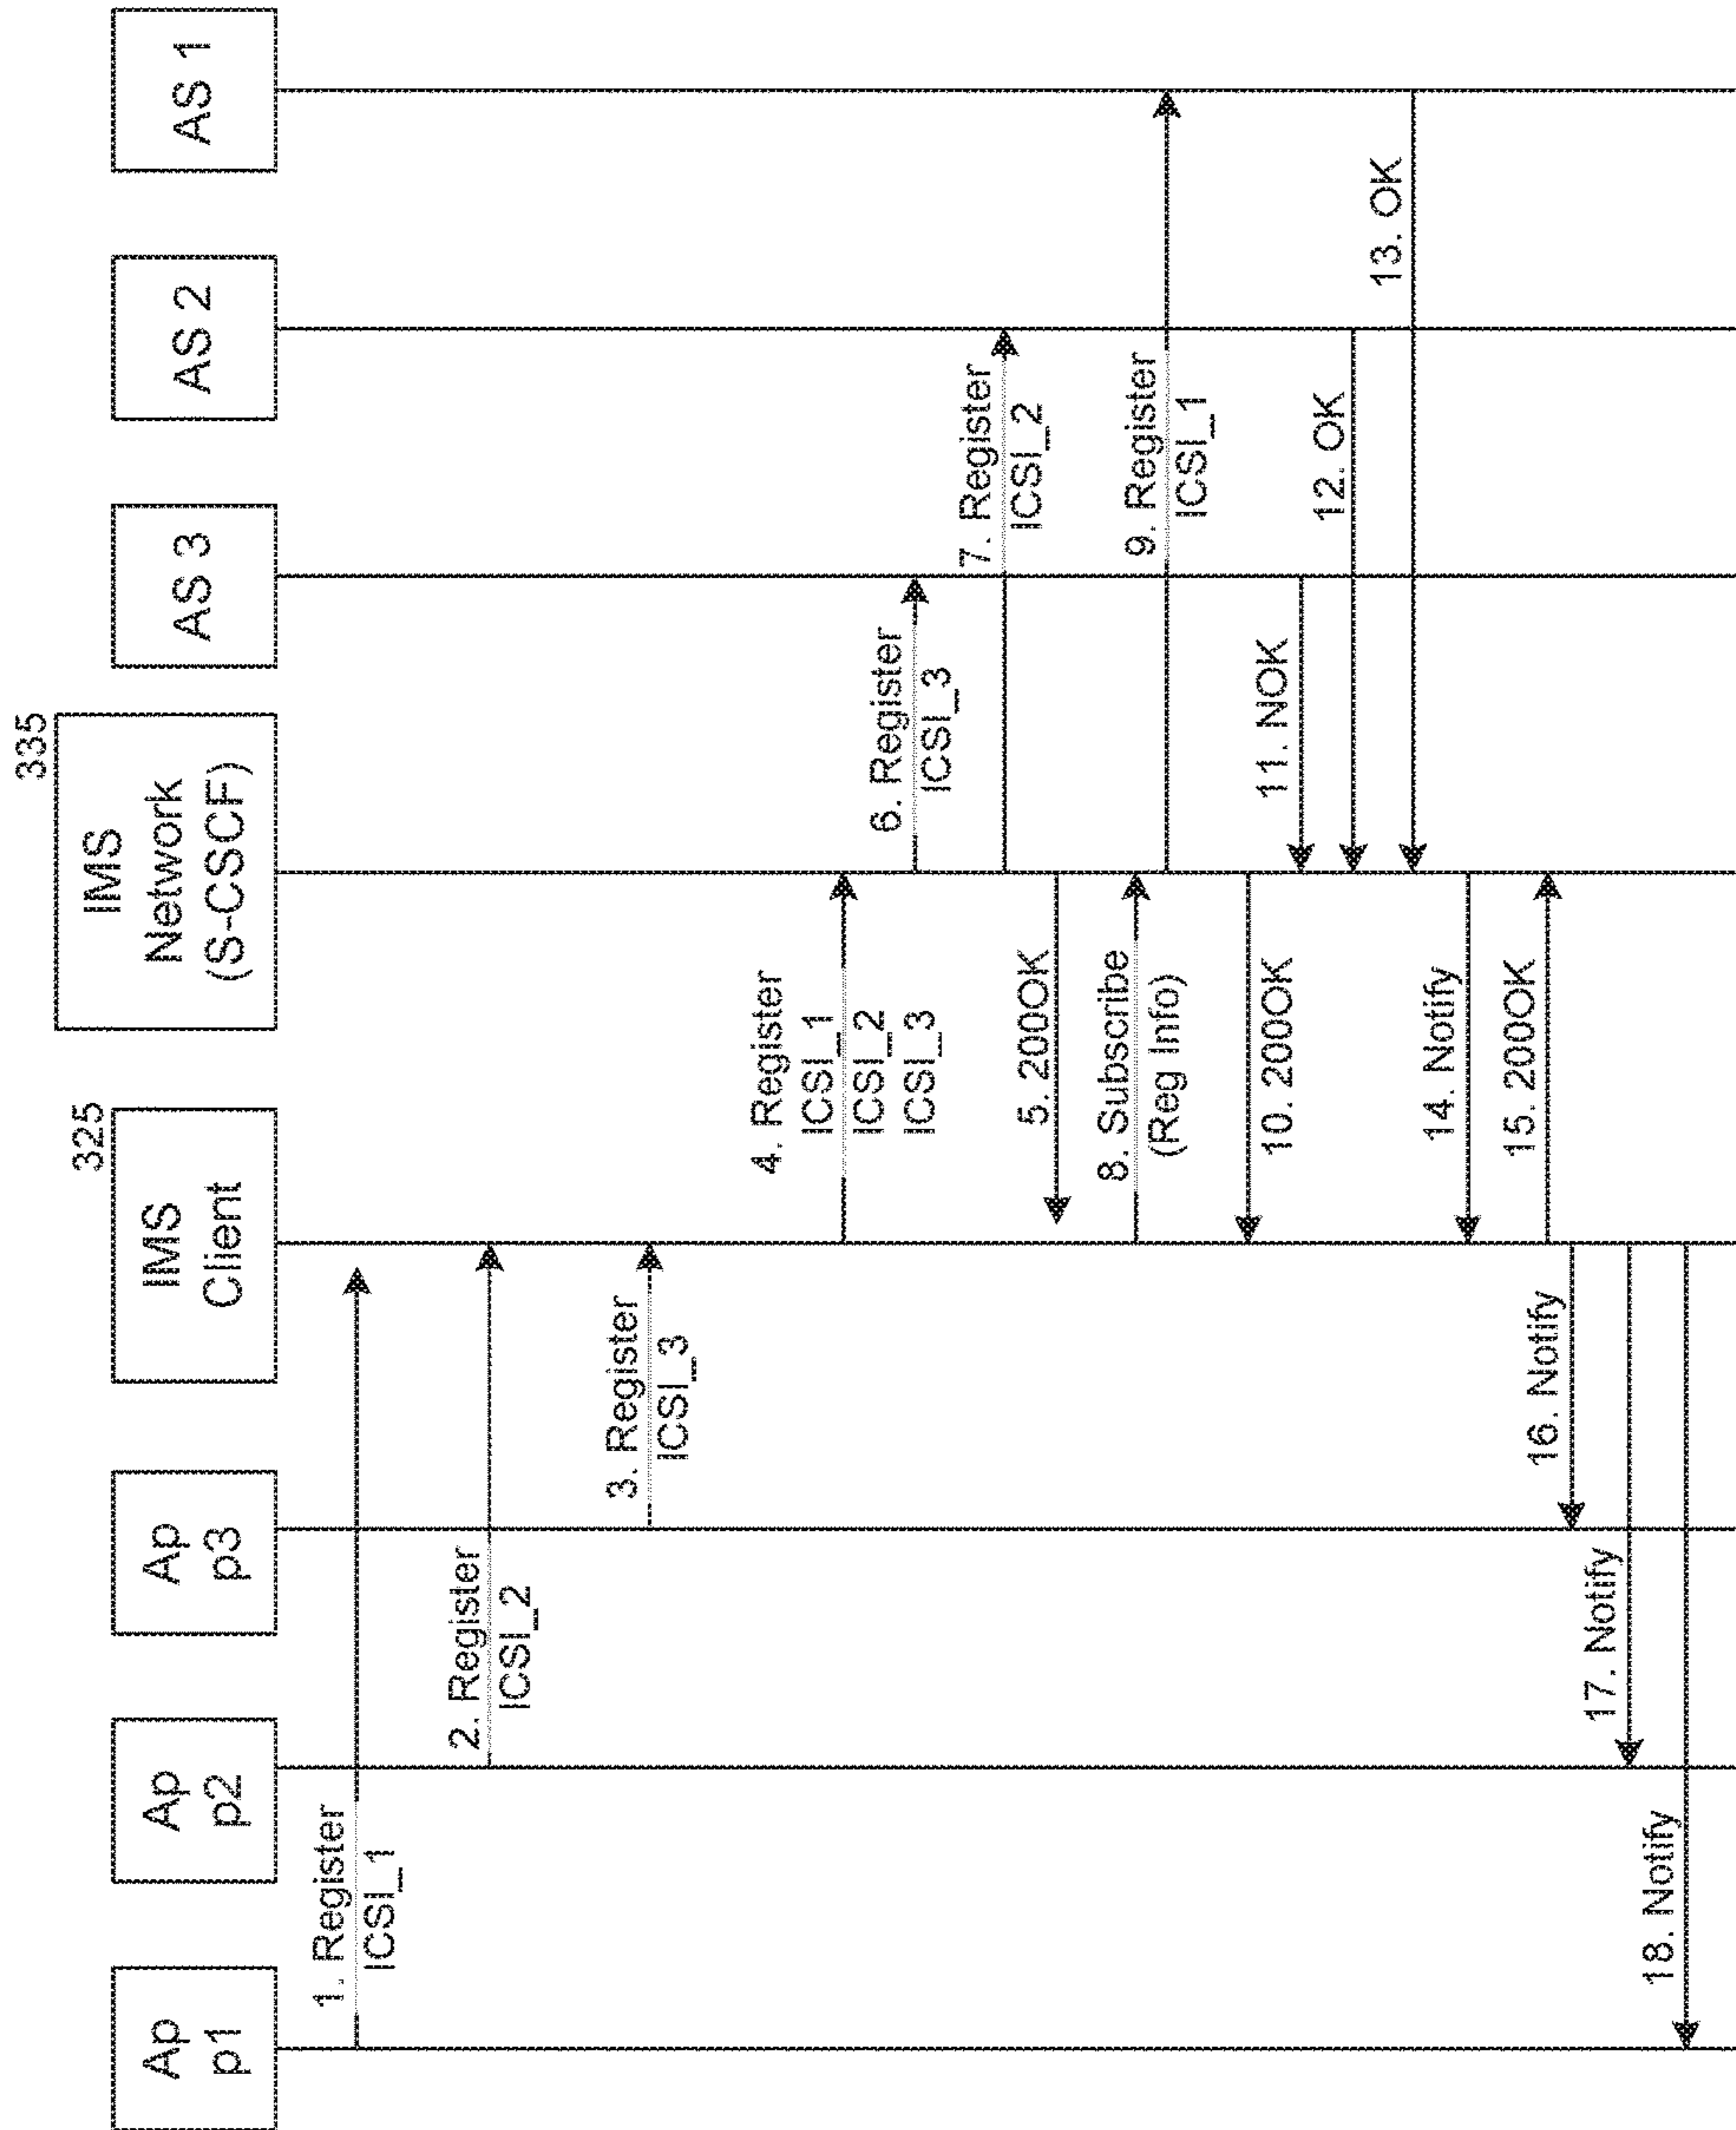 Ap
p1
Ap
p2
Ap
p3
325
IMS
Client
335
IMS
Network
(S-CSCF)
AS 3
AS 2
AS 1
1. Register
ICSI_1
2. Register
ICSI_2
3. Register
ICSI_3
4. Register
ICSI_1
ICSI_2
ICSI_3
6. Register
ICSI_3
7. Register
ICSI_2
5. 200OK
8. Subscribe
(Reg Info)
9. Register
ICSI_1
10. 200OK
11. NOK
12. OK
13. OK
14. Notify
15. 200OK
16. Notify
17. Notify
18. Notify